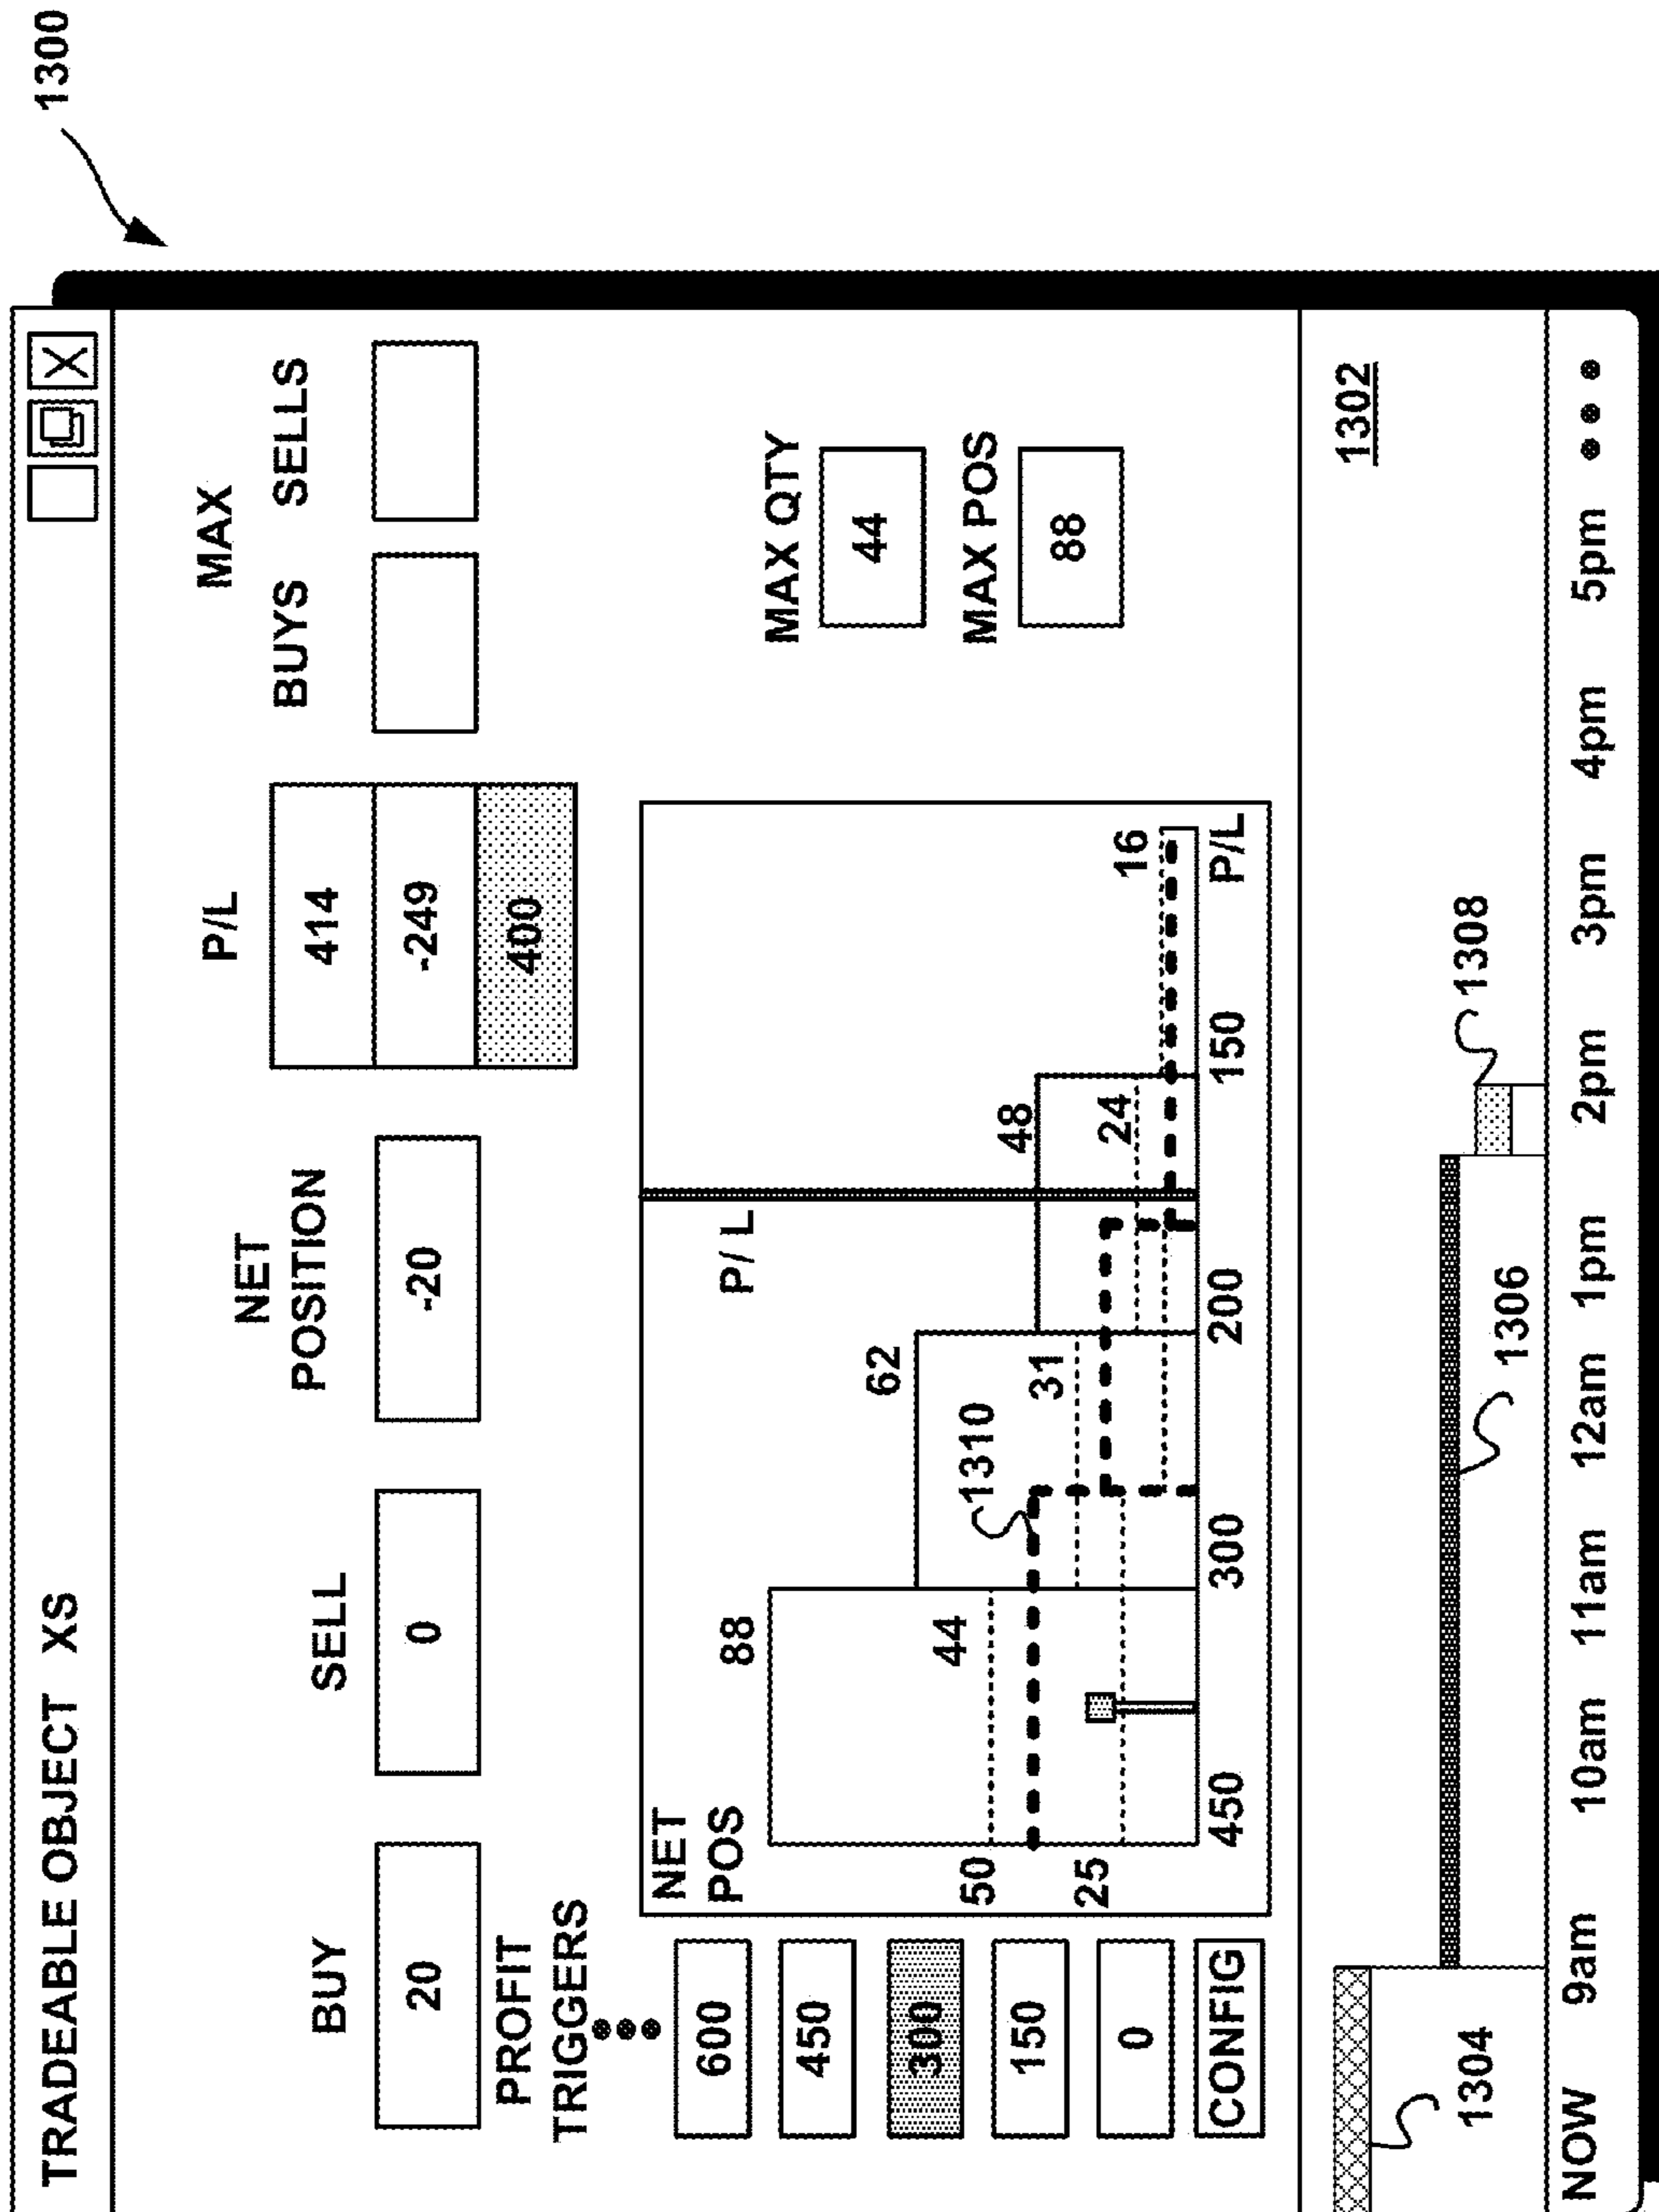 1300
TRADEABLE OBJECT XS
X
BUY
20
SELL
0
NET
POSITION
-20
P/L
414
-249
400
MAX
BUYS SELLS
PROFIT
TRIGGERS
600
450
300
150
0
CONFIG
NET
POS
P/L
88
62
48
16
50
44
1310
31
24
25
450 300 200 150 P/L
MAX QTY
44
MAX POS
88
1302
1304
1306
1308
NOW 9am 10am 11am 12am 1pm 2pm 3pm 4pm 5pm